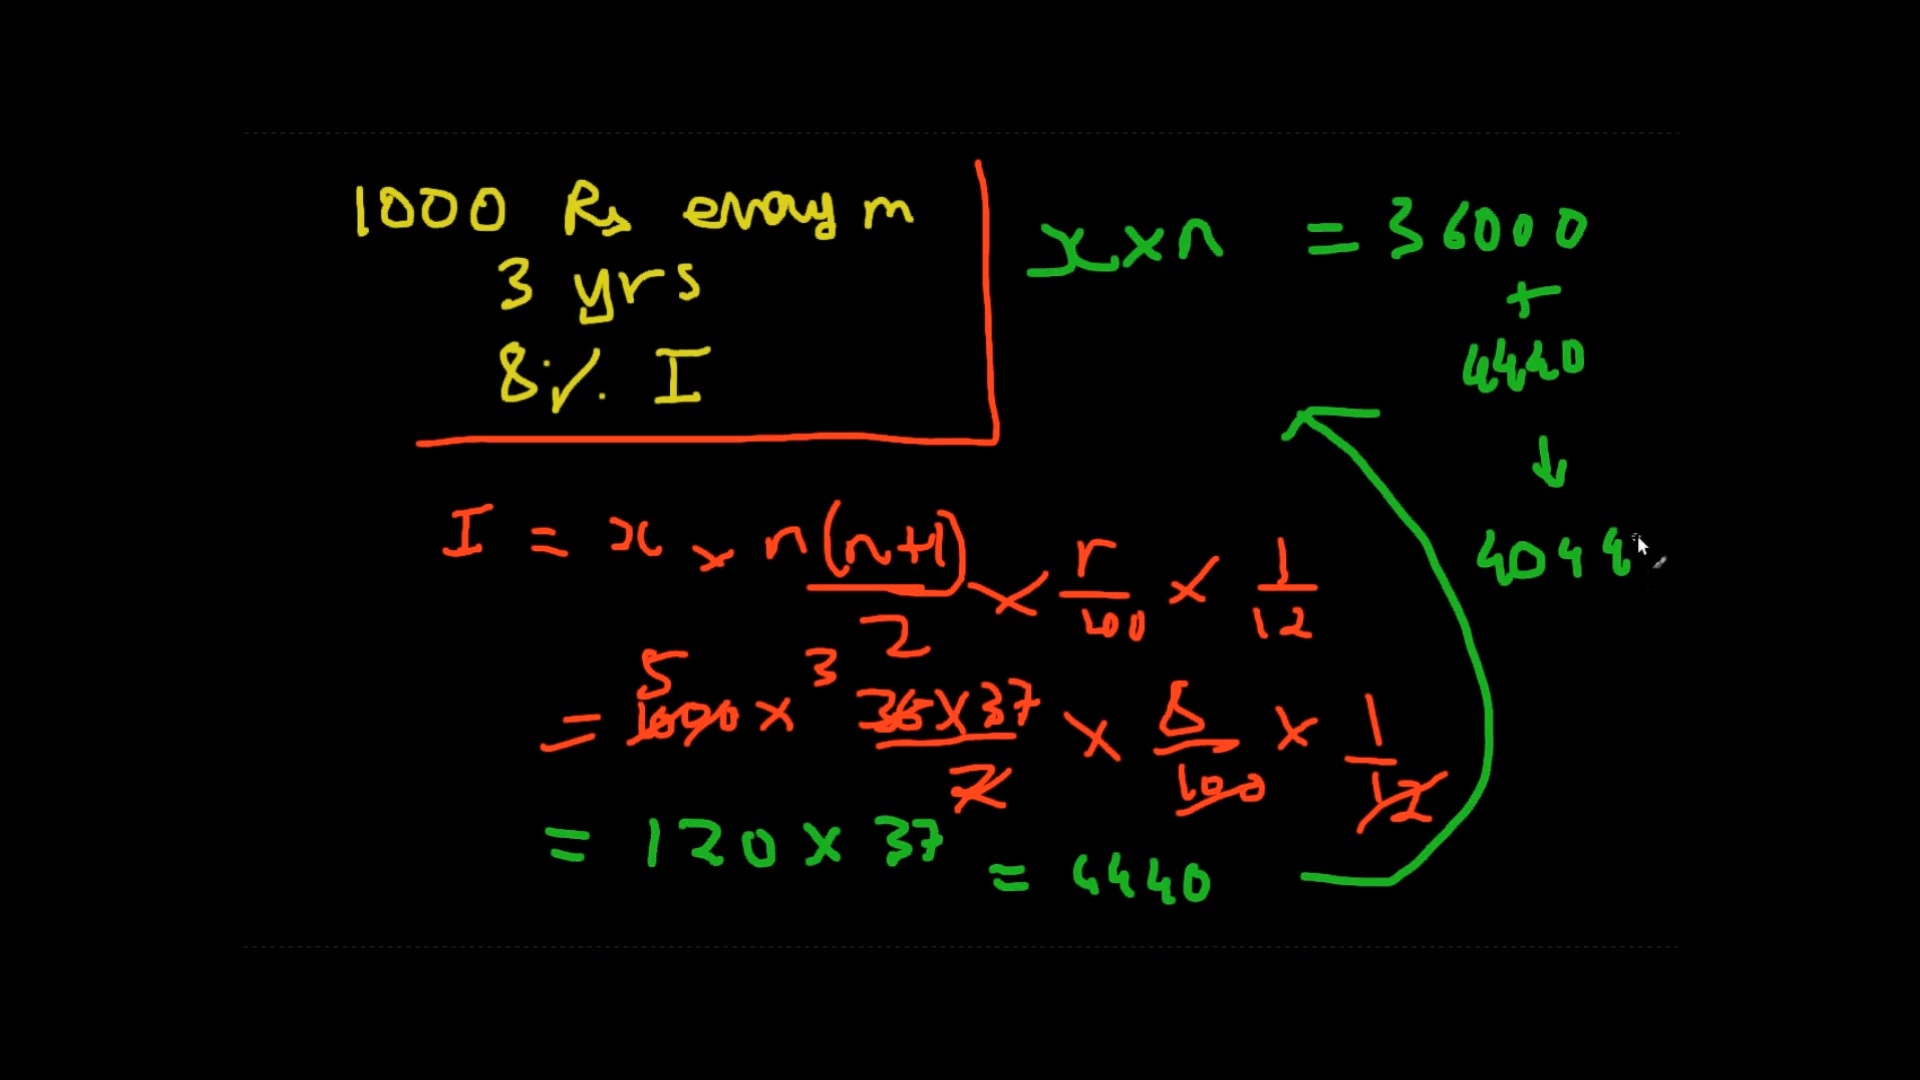 1000 Rs every m
3 yrs
8% I
x × n = 36000
+
4440
↓
4044
I = x × n(n+1)/2 × r/100 × 1/12
5 3
= 1000 × 36×37/2 × 8/100 × 1/12
= 120 × 37 = 4440